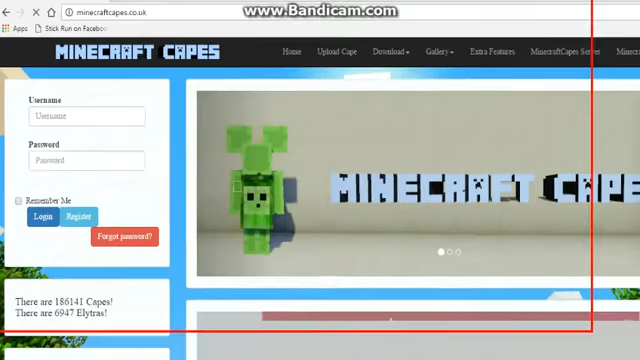 www.Bandicam.com
minecraftcapes.co.uk
Apps Stick Run on Facebo
MINECRAFT CAPES
Home Upload Cape Download Gallery Extra Features MinecraftCapes Server Minecra
Username
Username
Password
Password
Remember Me
Login Register
Forgot password?
MINECRAFT CAPE
There are 186141 Capes!
There are 6947 Elytras!